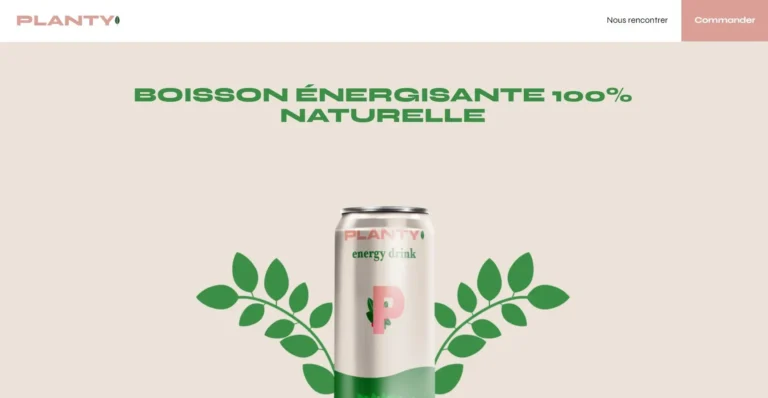 PLANTY
Nous rencontrer
Commander
BOISSON ÉNERGISANTE 100%
NATURELLE
PLANTY
energy drink
P